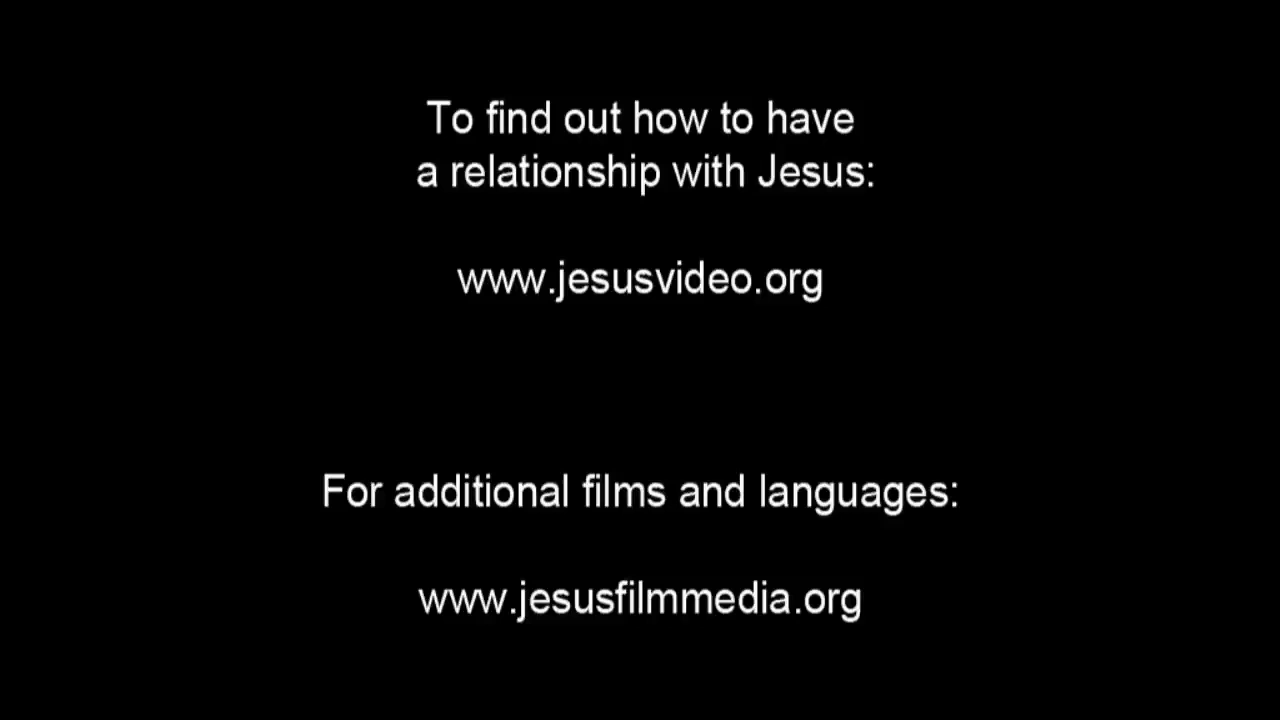 To find out how to have
a relationship with Jesus:
www.jesusvideo.org
For additional films and languages:
www.jesusfilmmedia.org